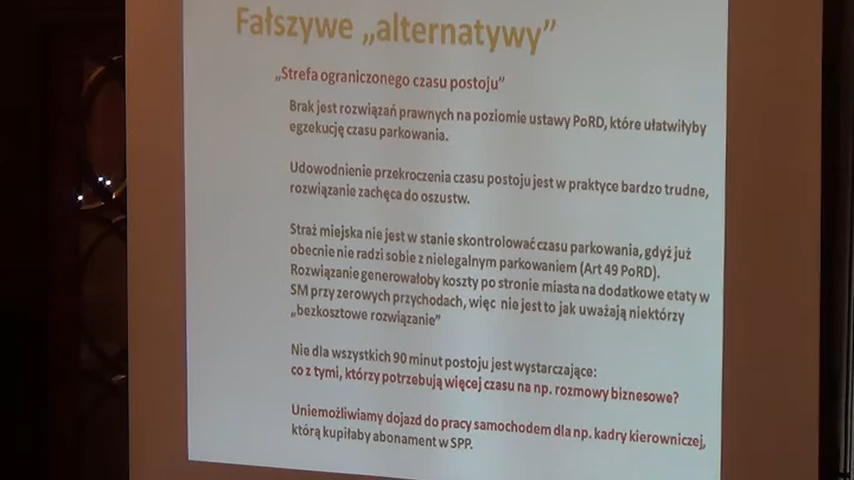 Fałszywe „alternatywy”
„Strefa ograniczonego czasu postoju”
Brak jest rozwiązań prawnych na poziomie ustawy PoRD, które ułatwiłyby
egzekucję czasu parkowania.
Udowodnienie przekroczenia czasu postoju jest w praktyce bardzo trudne,
rozwiązanie zachęca do oszustw.
Straż miejska nie jest w stanie skontrolować czasu parkowania, gdyż już
obecnie nie radzi sobie z nielegalnym parkowaniem (Art 49 PoRD).
Rozwiązanie generowałoby koszty po stronie miasta na dodatkowe etaty w
SM przy zerowych przychodach, więc nie jest to jak uważają niektórzy
„bezkosztowe rozwiązanie”
Nie dla wszystkich 90 minut postoju jest wystarczające:
co z tymi, którzy potrzebują więcej czasu na np. rozmowy biznesowe?
Uniemożliwiamy dojazd do pracy samochodem dla np. kadry kierowniczej,
którą kupiłaby abonament w SPP.